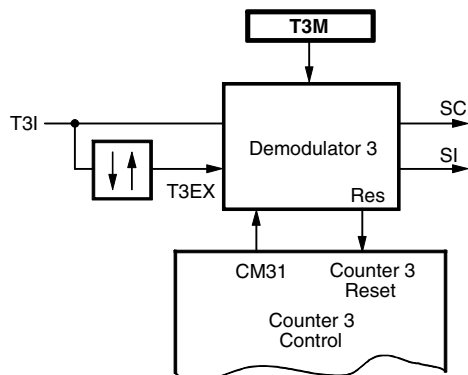 T3M
T3I
SC
Demodulator 3
SI
T3EX
Res
CM31
Counter 3
Reset
Counter 3
Control